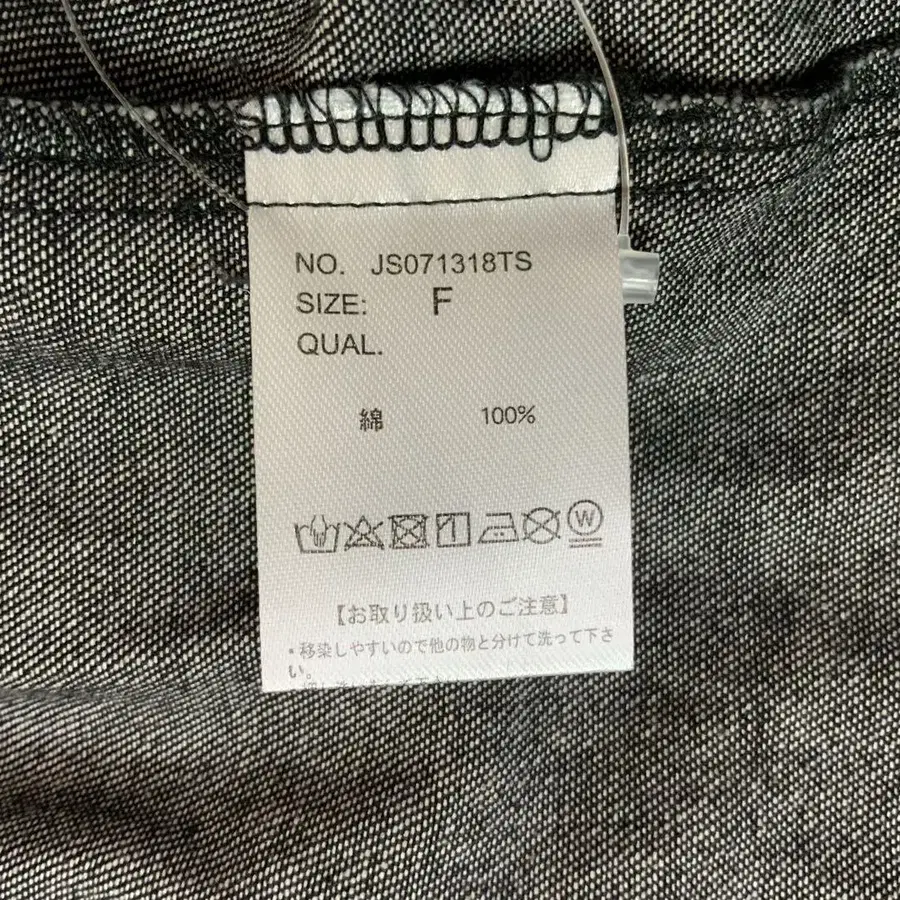 NO. JS071318TS
SIZE: F
QUAL.
綿 100%
W
【お取り扱い上のご注意】
・移染しやすいので他の物と分けて洗って下さ
い。